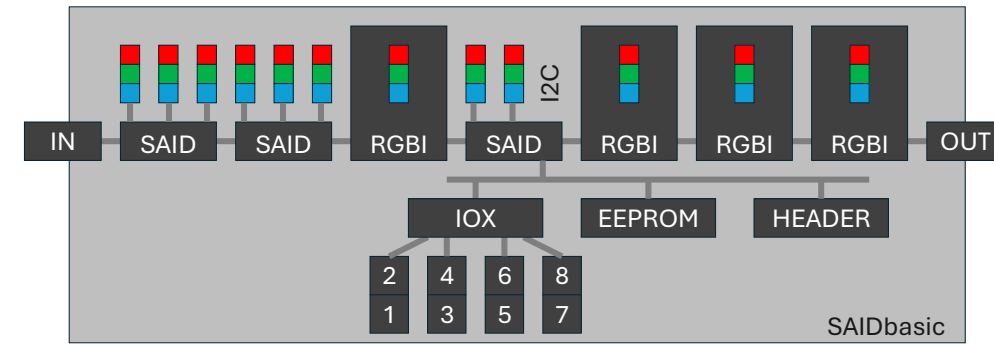 I2C
IN SAID SAID RGBI SAID RGBI RGBI RGBI OUT
IOX EEPROM HEADER
2 4 6 8
1 3 5 7
SAIDbasic